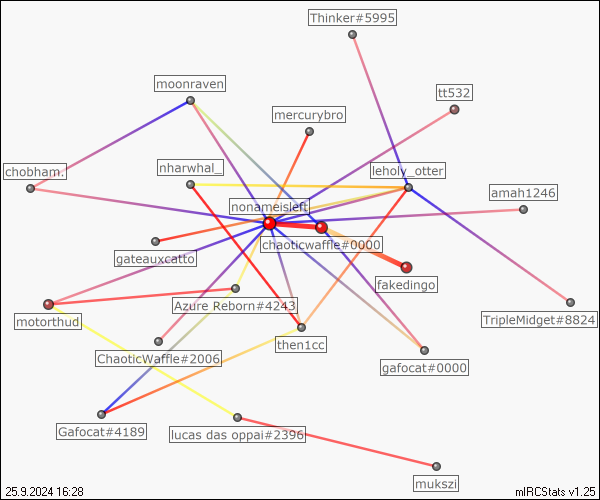 Thinker#5995
moonraven
tt532
mercurybro
chobham.
nharwhal_
leholy_otter
amah1246
nonameisleft
chaoticwaffle#0000
gateauxcatto
fakedingo
Azure Reborn#4243
motorthud
TripleMidget#8824
then1cc
ChaoticWaffle#2006
gafocat#0000
Gafocat#4189
lucas das oppai#2396
mukszi
25.9.2024 16:28
mIRCStats v1.25